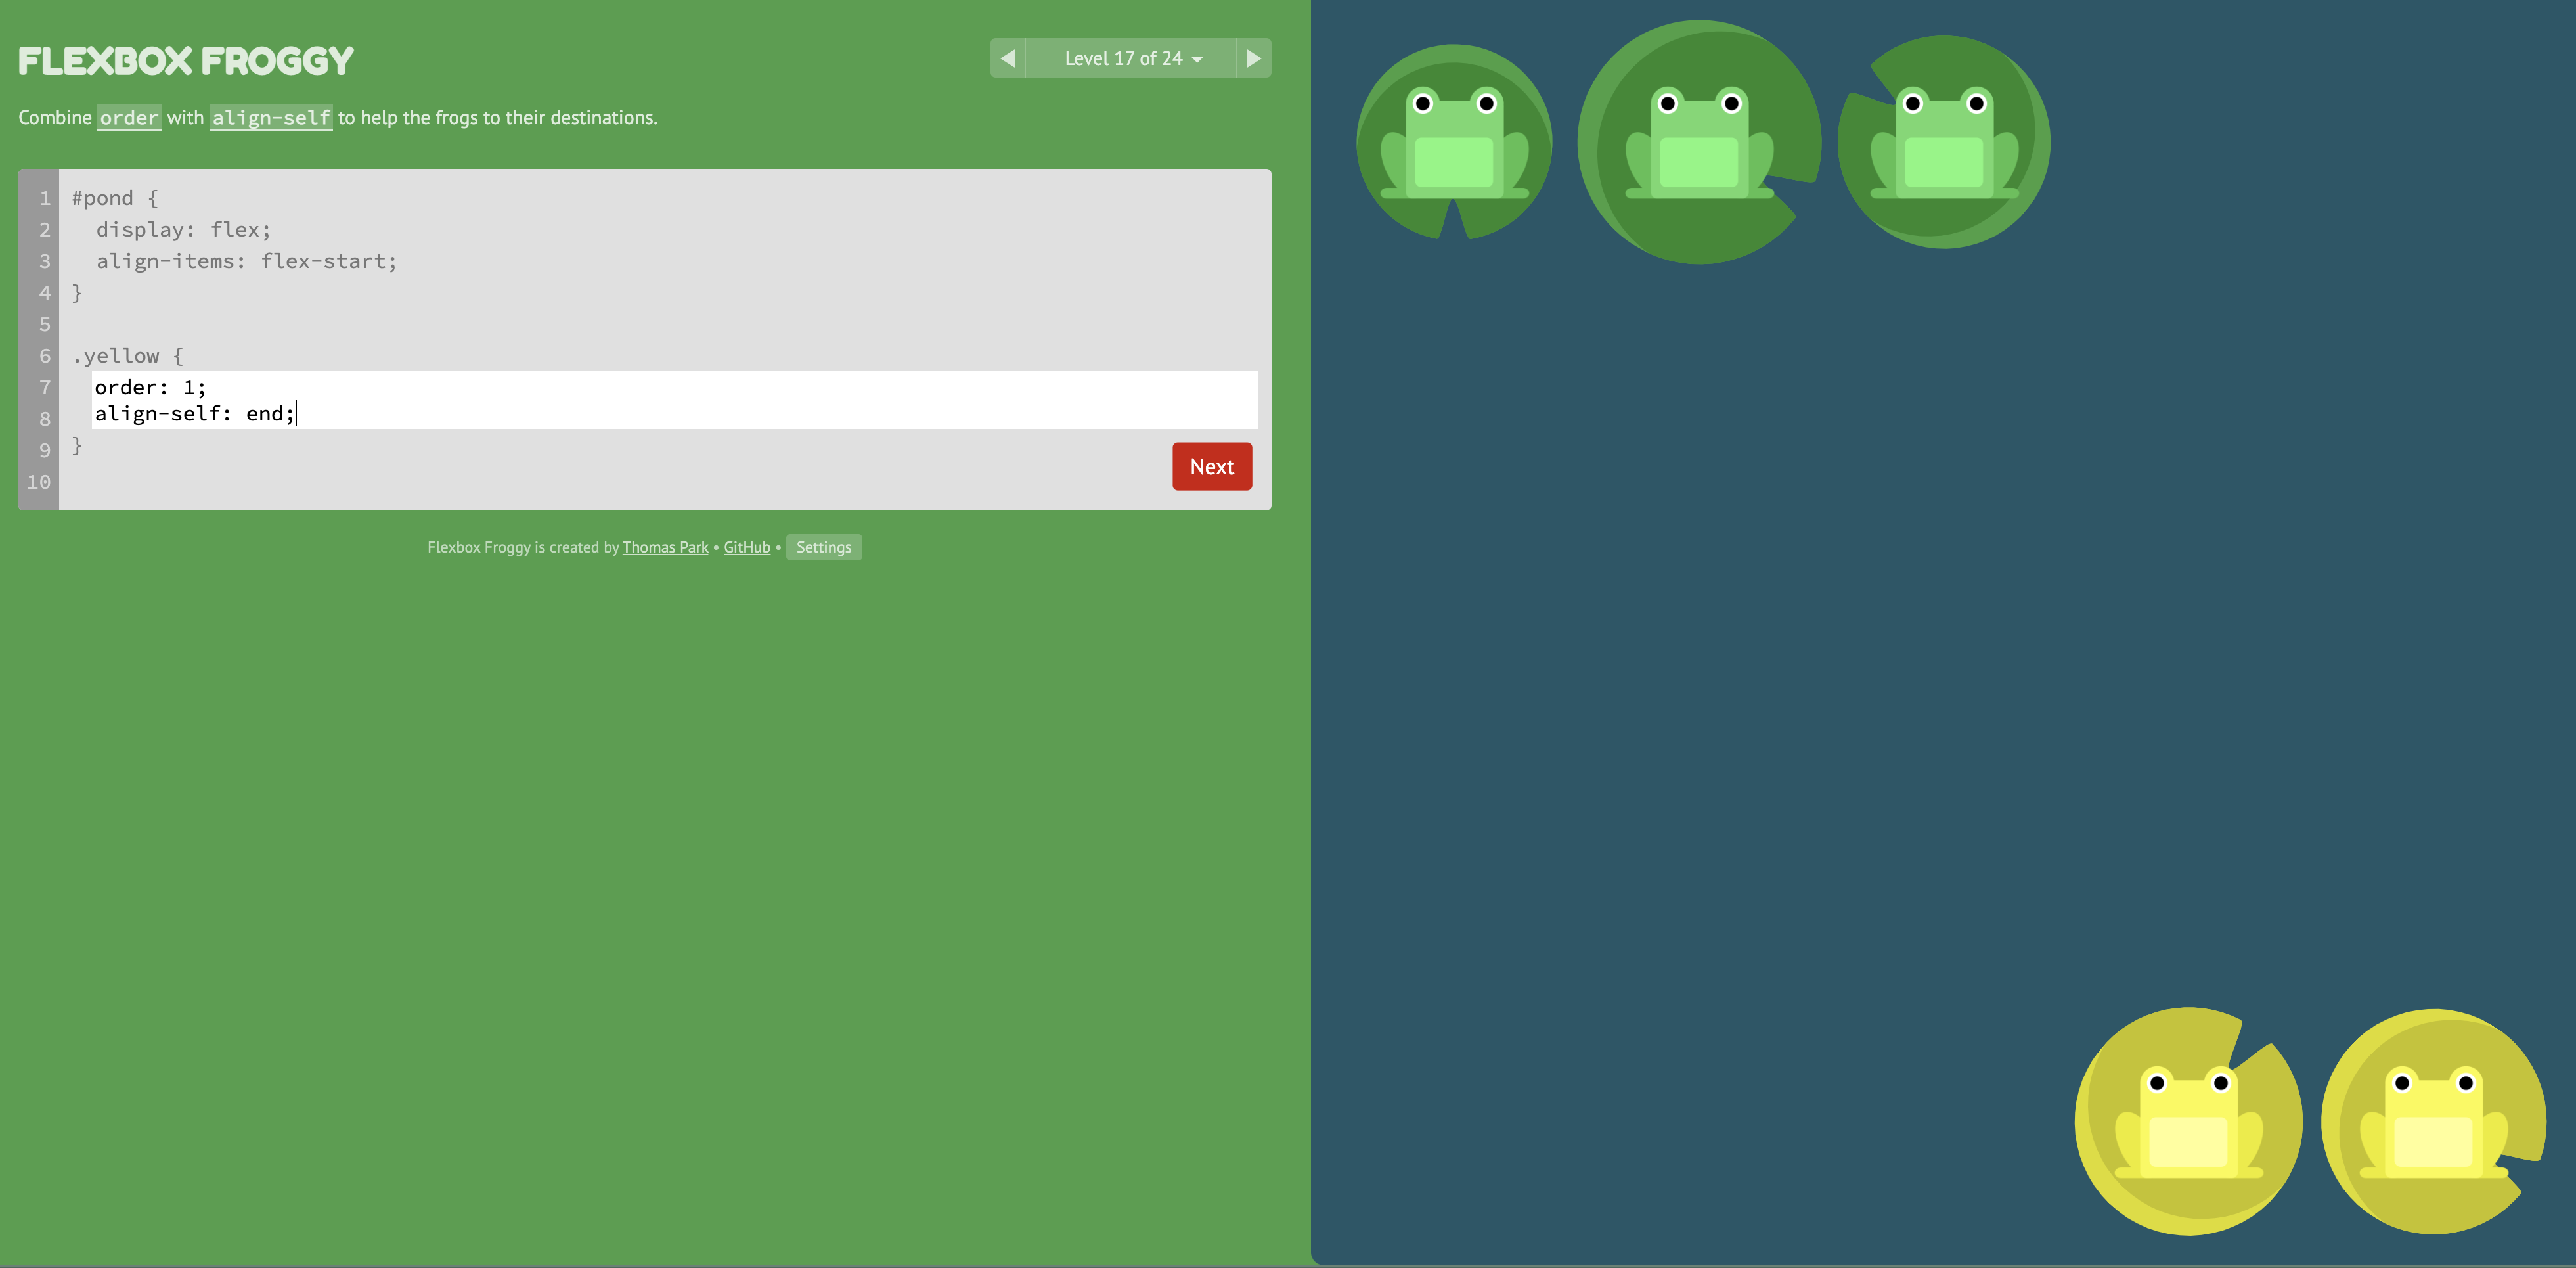 FLEXBOX FROGGY
Level 17 of 24
Combine order with align-self to help the frogs to their destinations.
1 #pond {
2 display: flex;
3 align-items: flex-start;
4 }
5
6 .yellow {
7 order: 1;
8 align-self: end;
9 }
10
Next
Flexbox Froggy is created by Thomas Park • GitHub • Settings